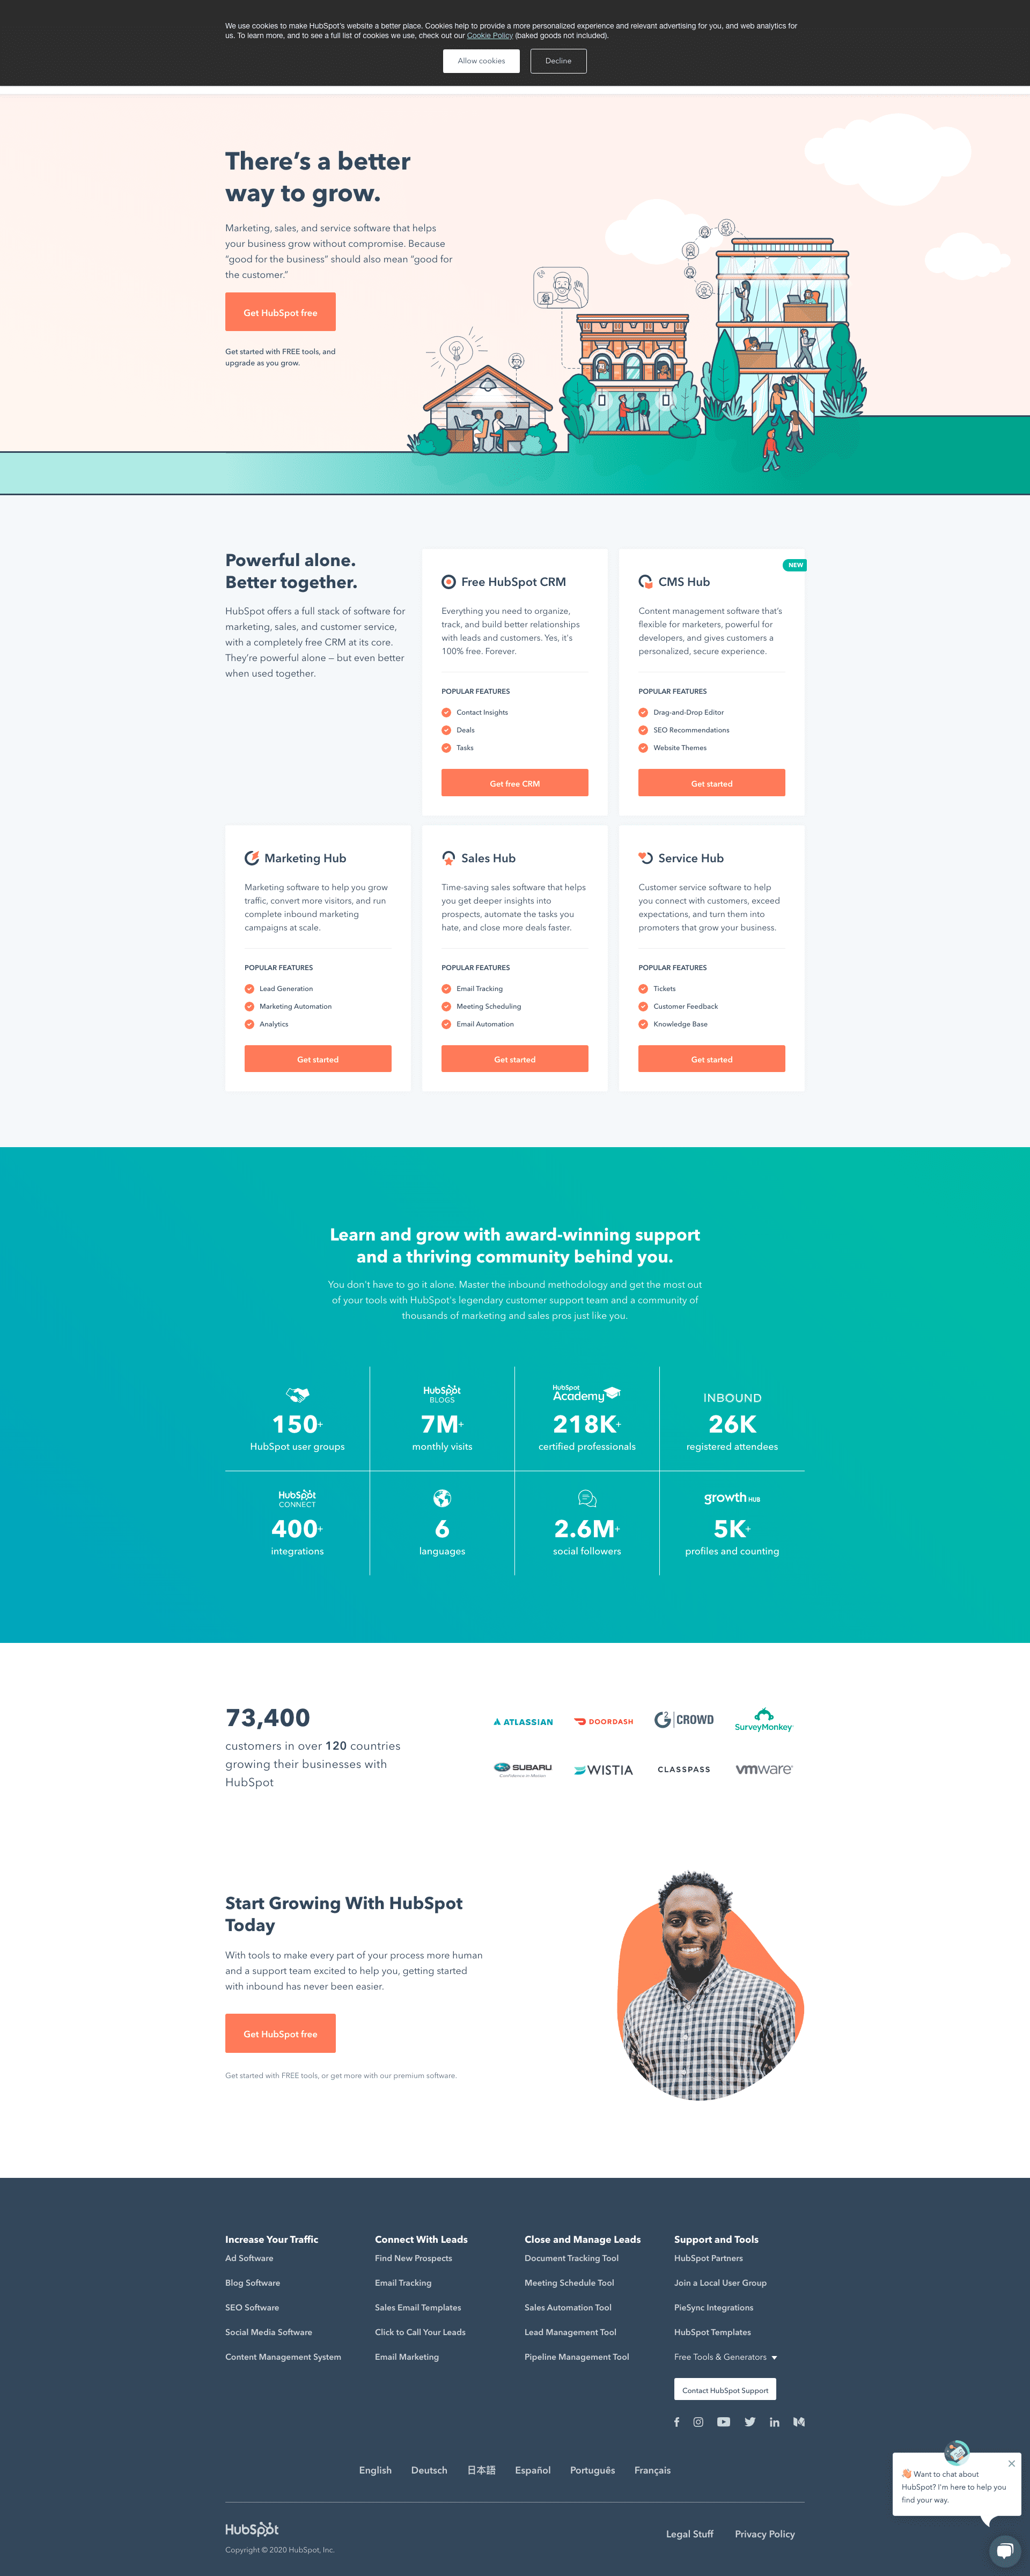 We use cookies to make HubSpot's website a better place. Cookies help to provide a more personalized experience and relevant advertising for you, and web analytics for
us. To learn more, and to see a full list of cookies we use, check out our Cookie Policy (baked goods not included).
Allow cookies
Decline
There's a better
way to grow.
Marketing, sales, and service software that helps
your business grow without compromise. Because
“good for the business” should also mean “good for
the customer.”
Get HubSpot free
Get started with FREE tools, and
upgrade as you grow.
Powerful alone.
Better together.
HubSpot offers a full stack of software for
marketing, sales, and customer service,
with a completely free CRM at its core.
They're powerful alone – but even better
when used together.
Free HubSpot CRM
Everything you need to organize,
track, and build better relationships
with leads and customers. Yes, it's
100% free. Forever.
POPULAR FEATURES
Contact Insights
Deals
Tasks
Get free CRM
NEW
CMS Hub
Content management software that's
flexible for marketers, powerful for
developers, and gives customers a
personalized, secure experience.
POPULAR FEATURES
Drag-and-Drop Editor
SEO Recommendations
Website Themes
Get started
Marketing Hub
Marketing software to help you grow
traffic, convert more visitors, and run
complete inbound marketing
campaigns at scale.
POPULAR FEATURES
Lead Generation
Marketing Automation
Analytics
Get started
Sales Hub
Time-saving sales software that helps
you get deeper insights into
prospects, automate the tasks you
hate, and close more deals faster.
POPULAR FEATURES
Email Tracking
Meeting Scheduling
Email Automation
Get started
Service Hub
Customer service software to help
you connect with customers, exceed
expectations, and turn them into
promoters that grow your business.
POPULAR FEATURES
Tickets
Customer Feedback
Knowledge Base
Get started
Learn and grow with award-winning support
and a thriving community behind you.
You don't have to go it alone. Master the inbound methodology and get the most out
of your tools with HubSpot's legendary customer support team and a community of
thousands of marketing and sales pros just like you.
150+
HubSpot user groups
HubSpot
BLOGS
7M+
monthly visits
HubSpot
Academy
218K+
certified professionals
INBOUND
26K
registered attendees
HubSpot
CONNECT
400+
integrations
6
languages
2.6M+
social followers
growth HUB
5K+
profiles and counting
73,400
customers in over 120 countries
growing their businesses with
HubSpot
ATLASSIAN
DOORDASH
G2 CROWD
SurveyMonkey
SUBARU
Confidence in Motion
WISTIA
CLASSPASS
vmware
Start Growing With HubSpot
Today
With tools to make every part of your process more human
and a support team excited to help you, getting started
with inbound has never been easier.
Get HubSpot free
Get started with FREE tools, or get more with our premium software.
Increase Your Traffic
Ad Software
Blog Software
SEO Software
Social Media Software
Content Management System
Connect With Leads
Find New Prospects
Email Tracking
Sales Email Templates
Click to Call Your Leads
Email Marketing
Close and Manage Leads
Document Tracking Tool
Meeting Schedule Tool
Sales Automation Tool
Lead Management Tool
Pipeline Management Tool
Support and Tools
HubSpot Partners
Join a Local User Group
PieSync Integrations
HubSpot Templates
Free Tools & Generators
Contact HubSpot Support
English
Deutsch
日本語
Español
Português
Français
Want to chat about
HubSpot? I'm here to help you
find your way.
HubSpot
Copyright © 2020 HubSpot, Inc.
Legal Stuff
Privacy Policy